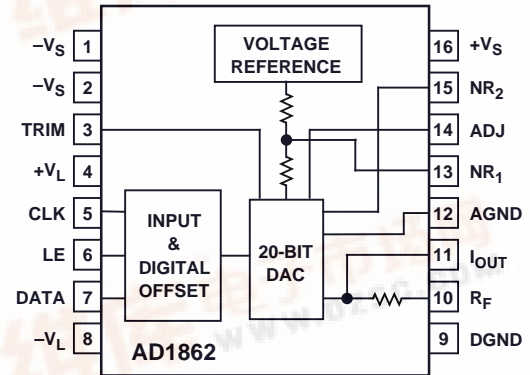 –VS 1
–VS 2
TRIM 3
+VL 4
CLK 5
LE 6
DATA 7
–VL 8
VOLTAGE
REFERENCE
INPUT
&
DIGITAL
OFFSET
20-BIT
DAC
AD1862
16 +VS
15 NR2
14 ADJ
13 NR1
12 AGND
11 IOUT
10 RF
9 DGND